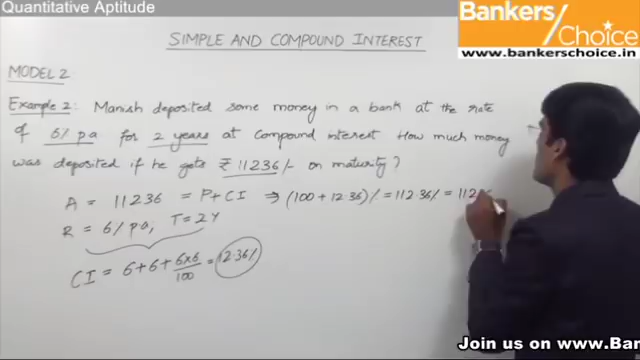 Quantitative Aptitude
Bankers
Choice
www.bankerschoice.in
SIMPLE AND COMPOUND INTEREST
MODEL 2
Example 2: Manish deposited some money in a bank at the rate
of 6% pa for 2 years at Compound interest How much money
was deposited if he gets ₹ 11236/- on maturity?
A = 11236 = P+CI ⇒ (100 + 12.36)% = 112.36% = 112
R = 6% pa, T = 2Y
CI = 6+6+ 6x6/100 = 12.36%
Join us on www.Ban